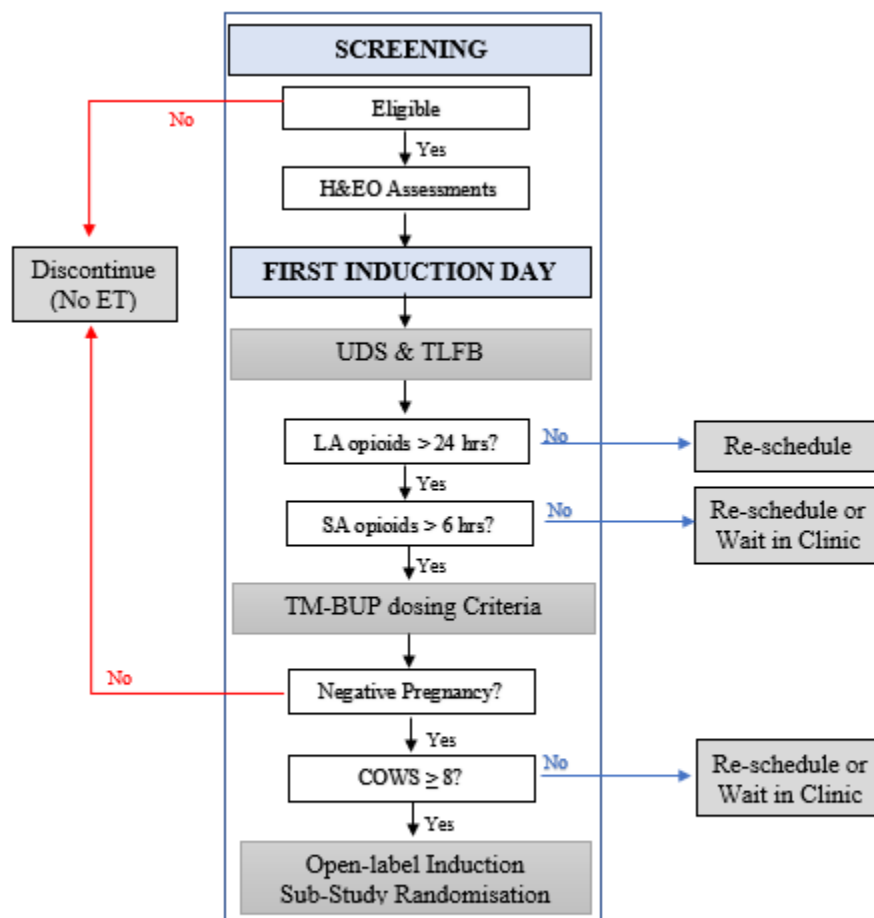 SCREENING
Eligible
No
Yes
H&EO Assessments
FIRST INDUCTION DAY
Discontinue
(No ET)
UDS & TLFB
LA opioids > 24 hrs?
No
Re-schedule
Yes
SA opioids > 6 hrs?
No
Re-schedule or
Wait in Clinic
Yes
TM-BUP dosing Criteria
No
Negative Pregnancy?
Yes
COWS ≥ 8?
No
Re-schedule or
Wait in Clinic
Yes
Open-label Induction
Sub-Study Randomisation